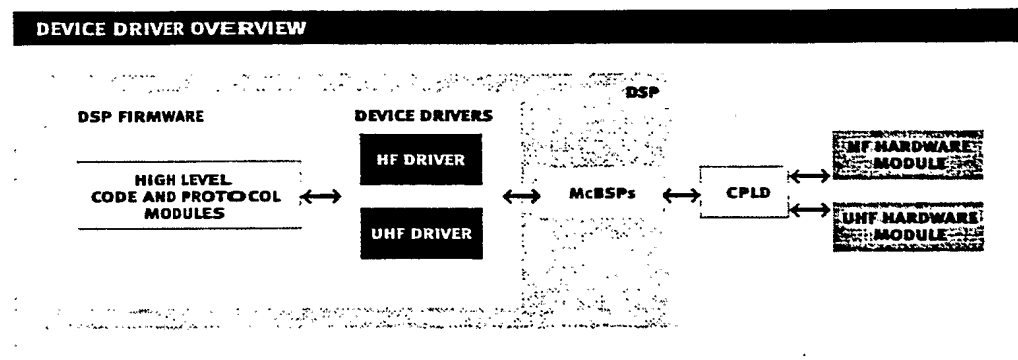 DEVICE DRIVER OVERVIEW
DSP
DSP FIRMWARE
DEVICE DRIVERS
HF DRIVER
HIGH LEVEL
CODE AND PROTOCOL
MODULES
UHF DRIVER
McBSPs
CPLD
HF HARDWARE
MODULE
UHF HARDWARE
MODULE